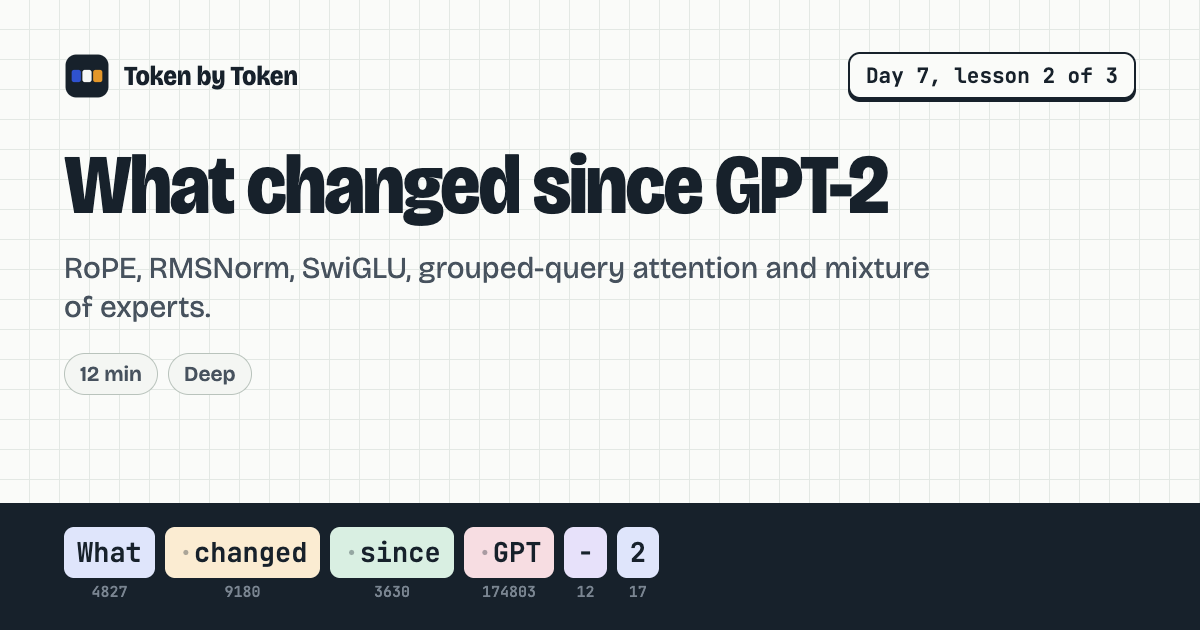 Token by Token
Day 7, lesson 2 of 3
What changed since GPT-2
RoPE, RMSNorm, SwiGLU, grouped-query attention and mixture
of experts.
12 min Deep
What ·changed ·since ·GPT - 2
4827 9180 3630 174803 12 17